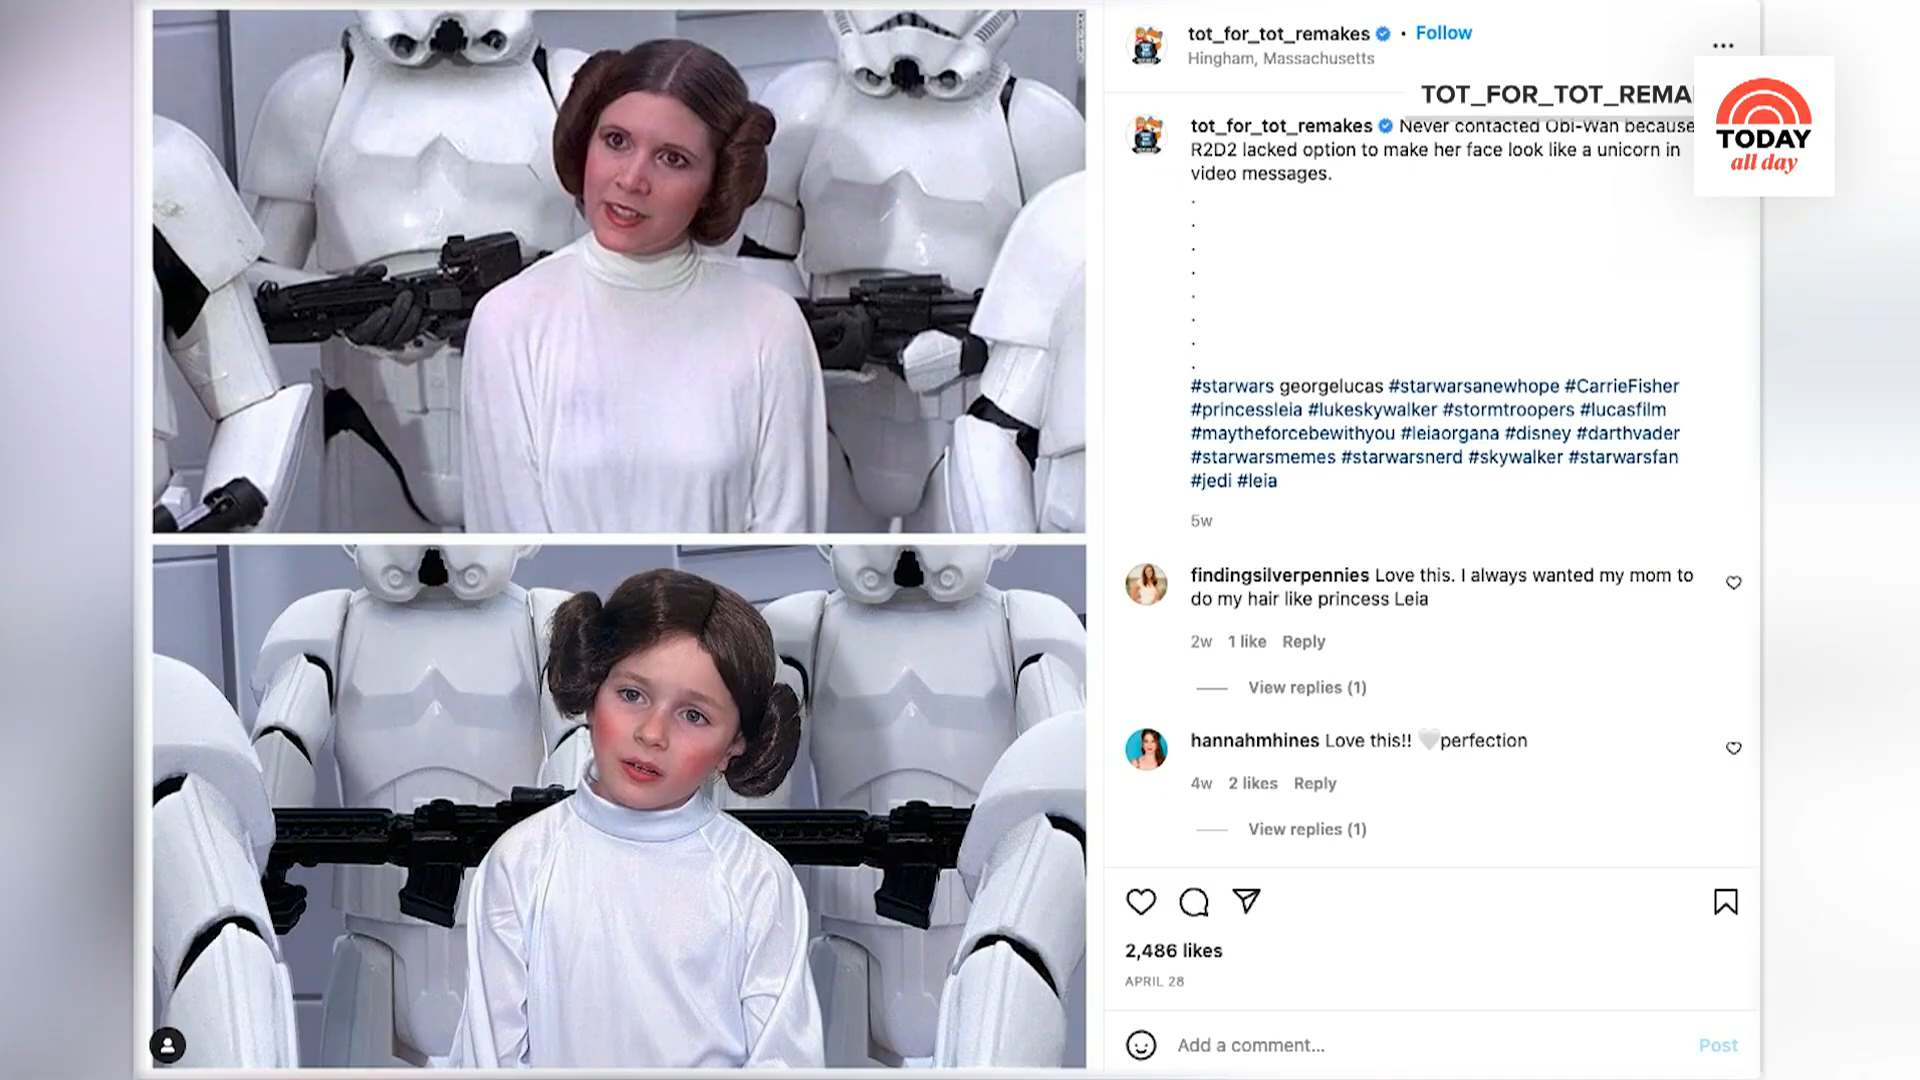 tot_for_tot_remakes • Follow
Hingham, Massachusetts
...
TOT_FOR_TOT_REMA
TODAY
all day
tot_for_tot_remakes Never contacted Obi-Wan because
R2D2 lacked option to make her face look like a unicorn in
video messages.
.
.
.
.
.
.
.
.
#starwars georgelucas #starwarsanewhope #CarrieFisher
#princessleia #lukeskywalker #stormtroopers #lucasfilm
#maytheforcebewithyou #leiaorgana #disney #darthvader
#starwarsmemes #starwarsnerd #skywalker #starwarsfan
#jedi #leia
5w
findingsilverpennies Love this. I always wanted my mom to
do my hair like princess Leia
2w 1 like Reply
View replies (1)
hannahmhines Love this!! 🤍perfection
4w 2 likes Reply
View replies (1)
2,486 likes
APRIL 28
Add a comment...
Post